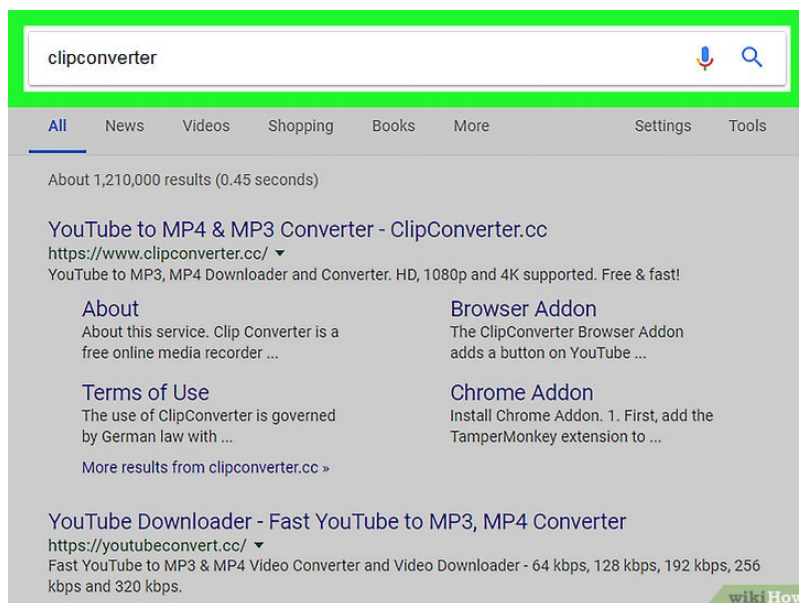 clipconverter
All News Videos Shopping Books More Settings Tools
About 1,210,000 results (0.45 seconds)
YouTube to MP4 & MP3 Converter - ClipConverter.cc
https://www.clipconverter.cc/
YouTube to MP3, MP4 Downloader and Converter. HD, 1080p and 4K supported. Free & fast!
About
About this service. Clip Converter is a
free online media recorder ...
Browser Addon
The ClipConverter Browser Addon
adds a button on YouTube ...
Terms of Use
The use of ClipConverter is governed
by German law with ...
Chrome Addon
Install Chrome Addon. 1. First, add the
TamperMonkey extension to ...
More results from clipconverter.cc »
YouTube Downloader - Fast YouTube to MP3, MP4 Converter
https://youtubeconvert.cc/
Fast YouTube to MP3 & MP4 Video Converter and Video Downloader - 64 kbps, 128 kbps, 192 kbps, 256
kbps and 320 kbps.
wikiHow